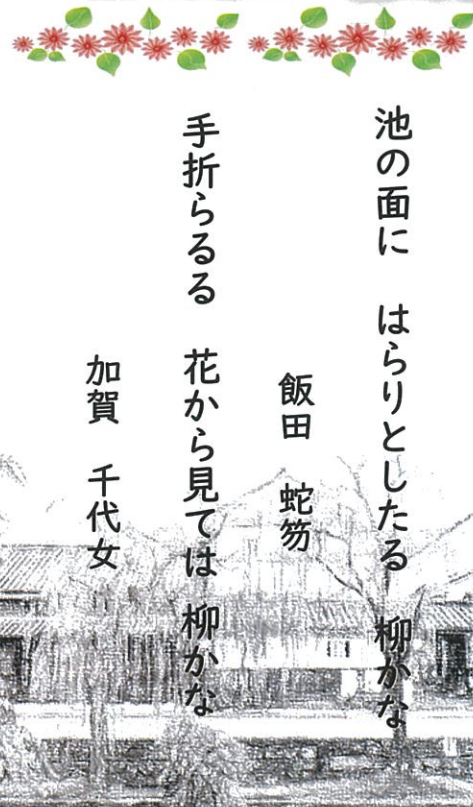 池の面に　はらりとしたる　柳かな
飯田　蛇笏
手折らるる　花から見ては　柳かな
加賀　千代女